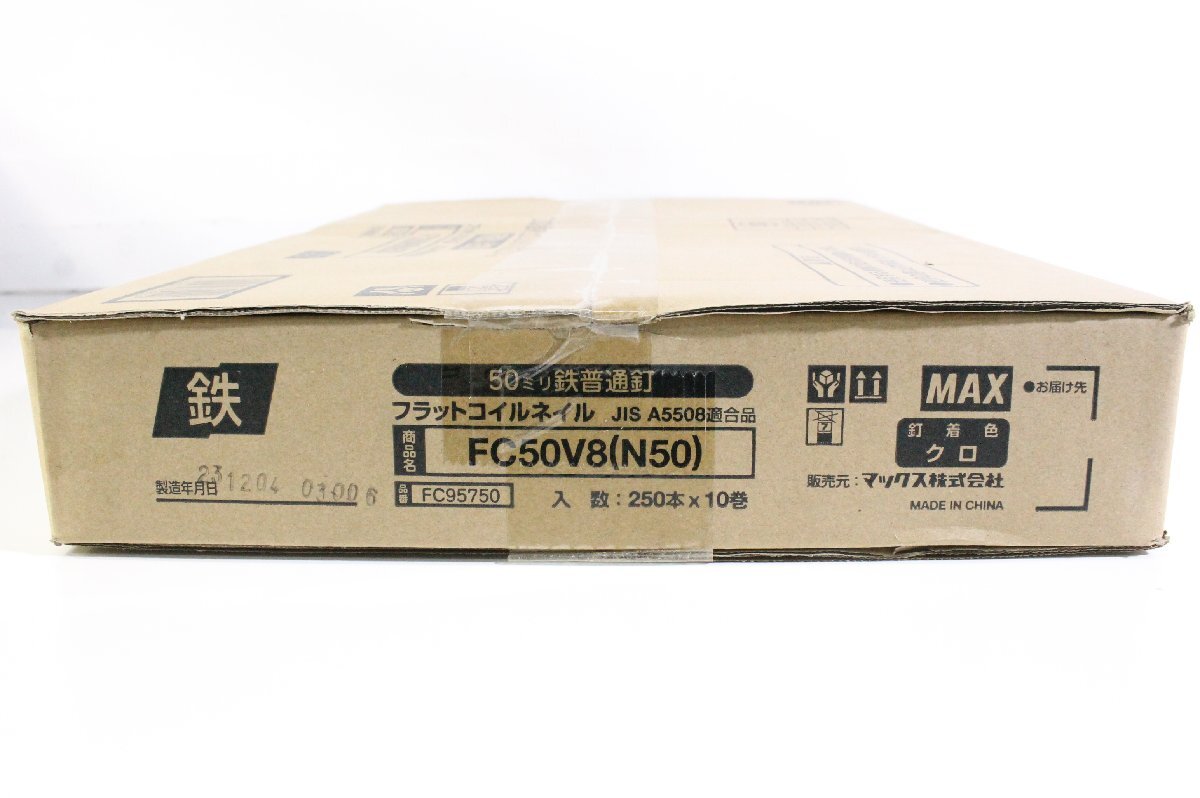 鉄
製造年月日 231204 03006
50ミリ鉄普通釘
フラットコイルネイル JIS A5508適合品
商品名 FC50V8(N50)
品番 FC95750 入 数：250本×10巻
7
MAX
●お届け先
釘着色
クロ
販売元：マックス株式会社
MADE IN CHINA